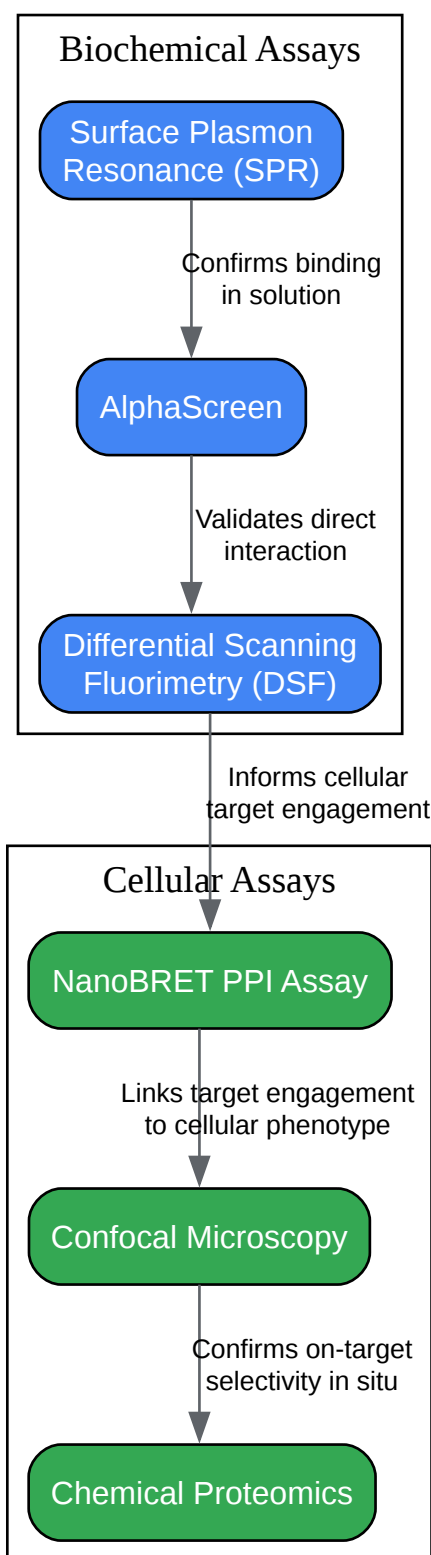 Biochemical Assays
Surface Plasmon
Resonance (SPR)
Confirms binding
in solution
AlphaScreen
Validates direct
interaction
Differential Scanning
Fluorimetry (DSF)
Informs cellular
target engagement
Cellular Assays
NanoBRET PPI Assay
Links target engagement
to cellular phenotype
Confocal Microscopy
Confirms on-target
selectivity in situ
Chemical Proteomics